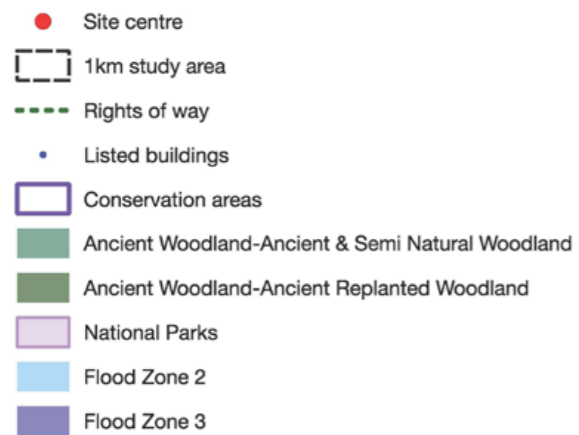 Site centre
1km study area
Rights of way
Listed buildings
Conservation areas
Ancient Woodland-Ancient & Semi Natural Woodland
Ancient Woodland-Ancient Replanted Woodland
National Parks
Flood Zone 2
Flood Zone 3